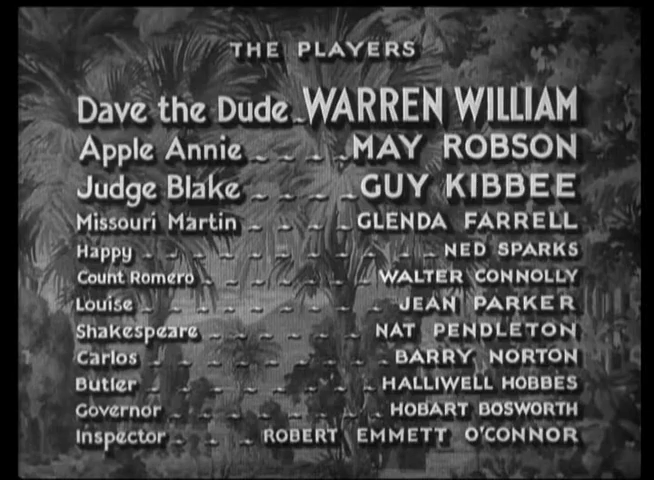 THE PLAYERS
Dave the Dude WARREN WILLIAM
Apple Annie MAY ROBSON
Judge Blake GUY KIBBEE
Missouri Martin GLENDA FARRELL
Happy NED SPARKS
Count Romero WALTER CONNOLLY
Louise JEAN PARKER
Shakespeare NAT PENDLETON
Carlos BARRY NORTON
Butler HALLIWELL HOBBES
Governor HOBART BOSWORTH
Inspector ROBERT EMMETT O'CONNOR